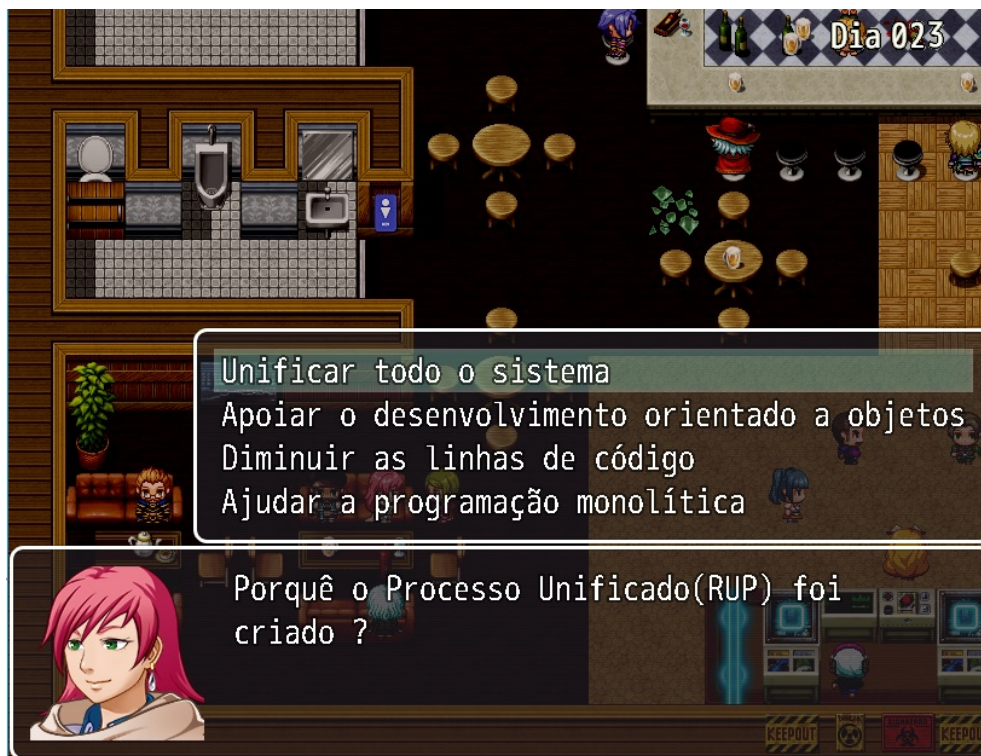 Dia 023
Unificar todo o sistema
Apoiar o desenvolvimento orientado a objetos
Diminuir as linhas de código
Ajudar a programação monolítica
Porquê o Processo Unificado(RUP) foi
criado ?
KEEPOUT
KEEPOU